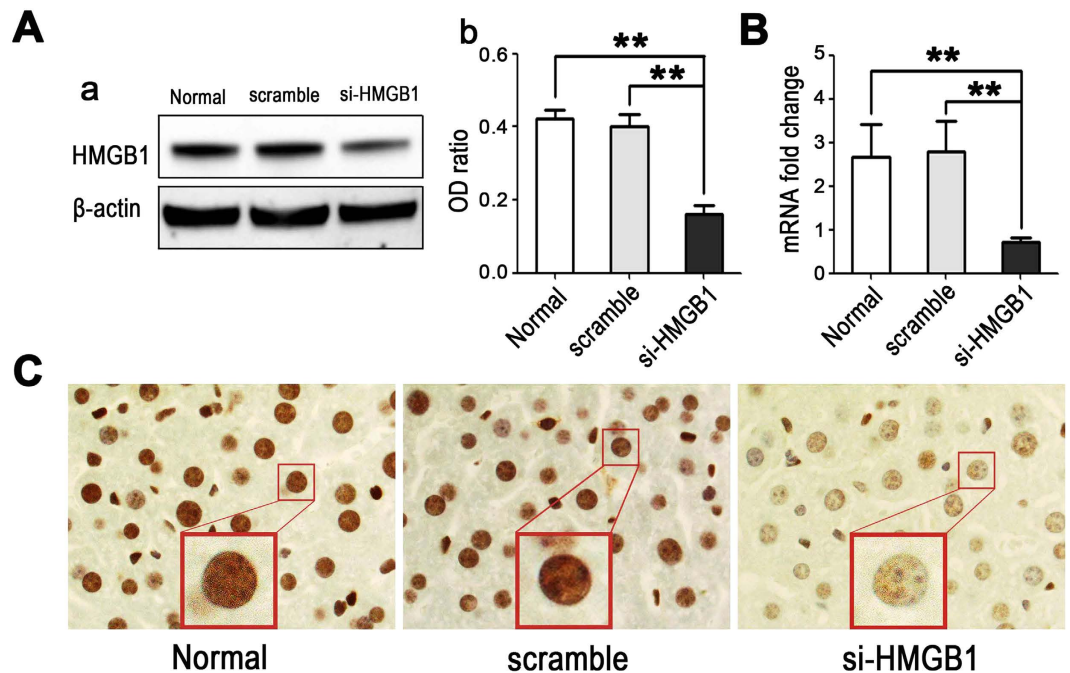 A
a
Normal scramble si-HMGB1
HMGB1
β-actin
b
OD ratio
0.6
0.4
0.2
0.0
**
**
Normal
scramble
si-HMGB1
B
mRNA fold change
5
4
3
2
1
0
**
**
Normal
scramble
si-HMGB1
C
Normal scramble si-HMGB1